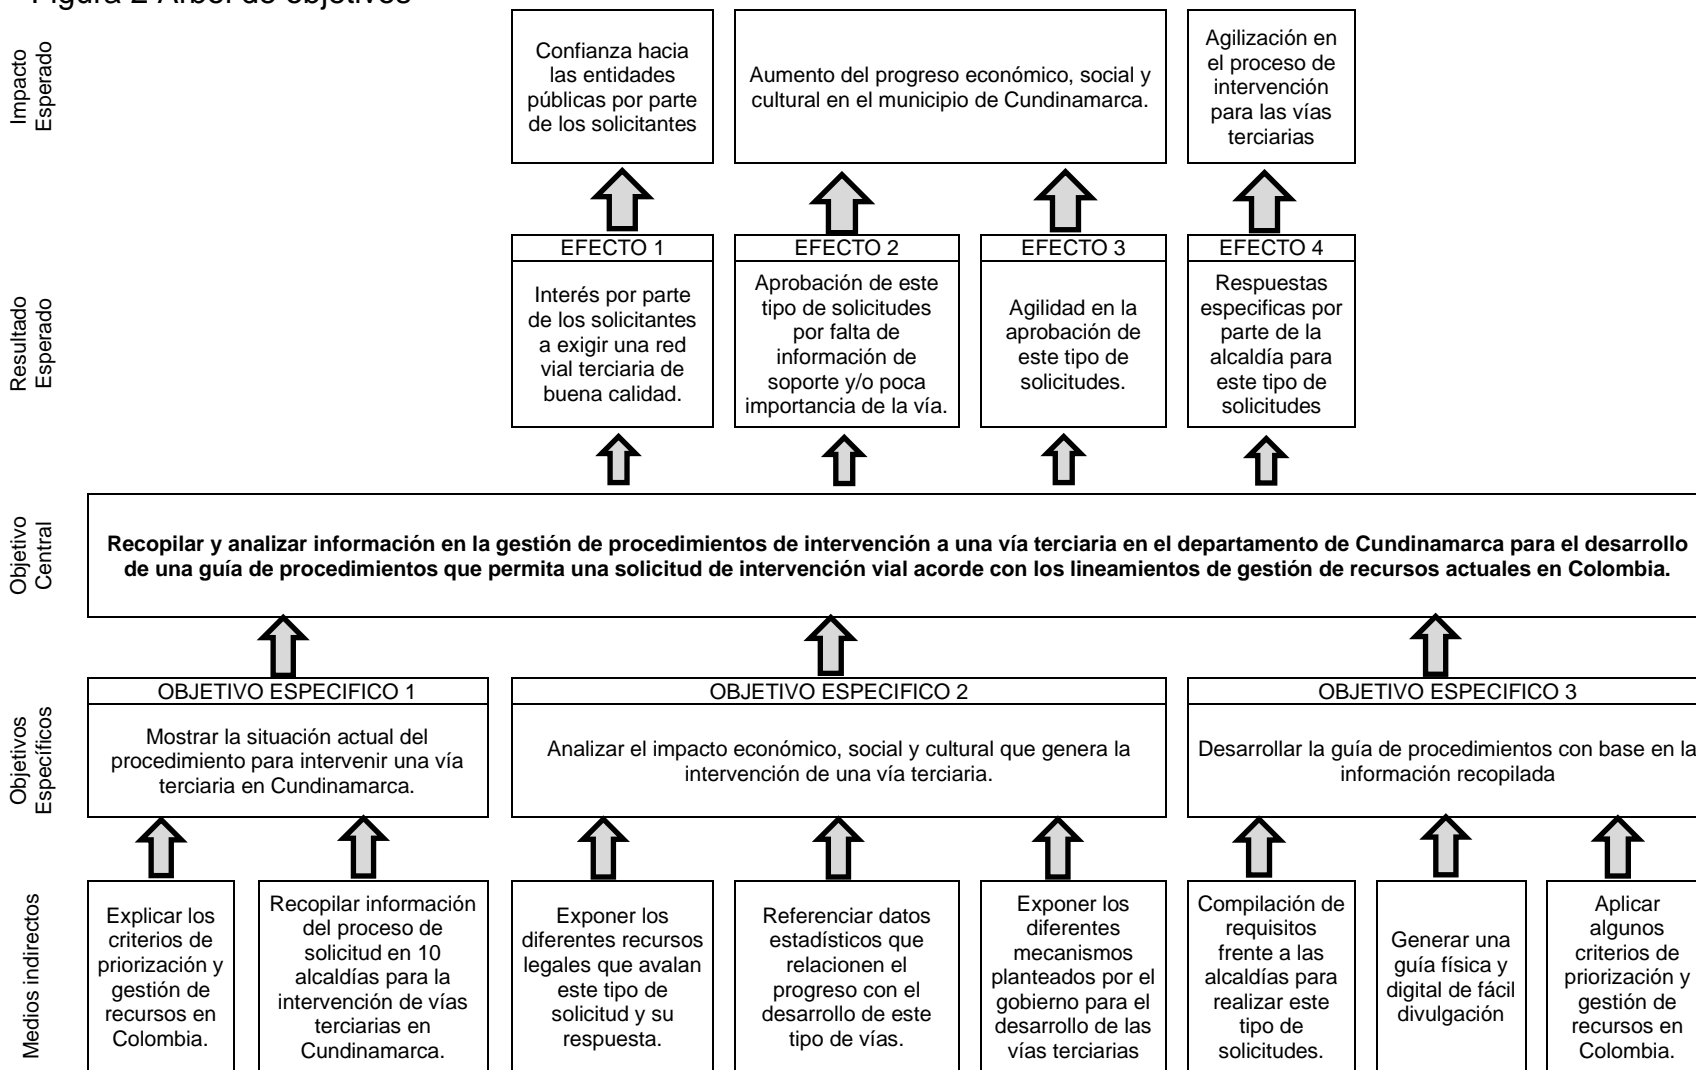 Figura 2 Árbol de objetivos
Impacto
Esperado
Confianza hacia
las entidades
públicas por parte
de los solicitantes
Aumento del progreso económico, social y
cultural en el municipio de Cundinamarca.
Agilización en
el proceso de
intervención
para las vías
terciarias
Resultado
Esperado
EFECTO 1
Interés por parte
de los solicitantes
a exigir una red
vial terciaria de
buena calidad.
EFECTO 2
Aprobación de este
tipo de solicitudes
por falta de
información de
soporte y/o poca
importancia de la vía.
EFECTO 3
Agilidad en la
aprobación de
este tipo de
solicitudes.
EFECTO 4
Respuestas
especificas por
parte de la
alcaldía para
este tipo de
solicitudes
Objetivo
Central
Recopilar y analizar información en la gestión de procedimientos de intervención a una vía terciaria en el departamento de Cundinamarca para el desarrollo
de una guía de procedimientos que permita una solicitud de intervención vial acorde con los lineamientos de gestión de recursos actuales en Colombia.
Objetivos
Específicos
OBJETIVO ESPECIFICO 1
Mostrar la situación actual del
procedimiento para intervenir una vía
terciaria en Cundinamarca.
OBJETIVO ESPECIFICO 2
Analizar el impacto económico, social y cultural que genera la
intervención de una vía terciaria.
OBJETIVO ESPECIFICO 3
Desarrollar la guía de procedimientos con base en la
información recopilada
Medios indirectos
Explicar los
criterios de
priorización y
gestión de
recursos en
Colombia.
Recopilar información
del proceso de
solicitud en 10
alcaldías para la
intervención de vías
terciarias en
Cundinamarca.
Exponer los
diferentes recursos
legales que avalan
este tipo de
solicitud y su
respuesta.
Referenciar datos
estadísticos que
relacionen el
progreso con el
desarrollo de este
tipo de vías.
Exponer los
diferentes
mecanismos
planteados por el
gobierno para el
desarrollo de las
vías terciarias
Compilación de
requisitos
frente a las
alcaldías para
realizar este
tipo de
solicitudes.
Generar una
guía física y
digital de fácil
divulgación
Aplicar
algunos
criterios de
priorización y
gestión de
recursos en
Colombia.